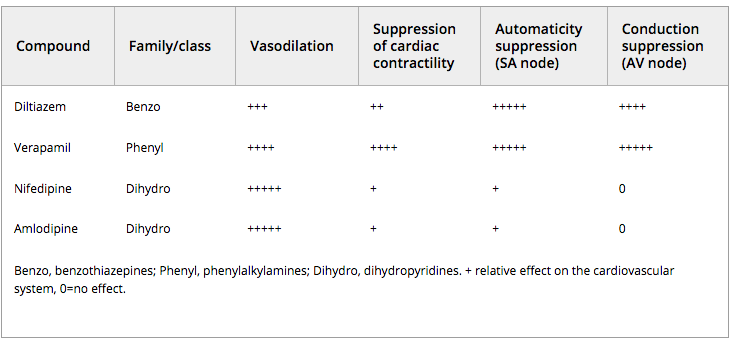 Compound Family/class Vasodilation Suppression of cardiac contractility Automaticity suppression (SA node) Conduction suppression (AV node)
Diltiazem Benzo +++ ++ +++++ ++++
Verapamil Phenyl ++++ ++++ +++++ +++++
Nifedipine Dihydro +++++ + + 0
Amlodipine Dihydro +++++ + + 0
Benzo, benzothiazepines; Phenyl, phenylalkylamines; Dihydro, dihydropyridines. + relative effect on the cardiovascular
system, 0=no effect.